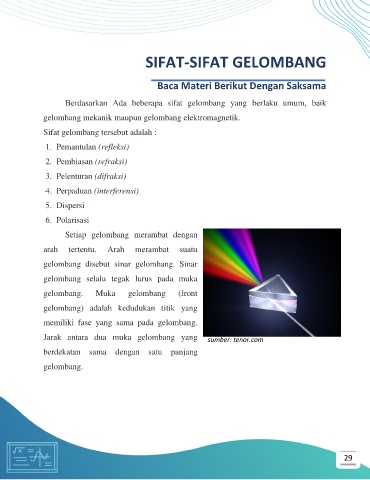 SIFAT-SIFAT GELOMBANG
Baca Materi Berikut Dengan Saksama
Berdasarkan Ada beberapa sifat gelombang yang berlaku umum, baik
gelombang mekanik maupun gelombang elektromagnetik.
Sifat gelombang tersebut adalah :
1. Pemantulan (refleksi)
2. Pembiasan (refraksi)
3. Pelenturan (difraksi)
4. Perpaduan (interferensi)
5. Dispersi
6. Polarisasi
Setiap gelombang merambat dengan
arah tertentu. Arah merambat suatu
gelombang disebut sinar gelombang. Sinar
gelombang selalu tegak lurus pada muka
gelombang. Muka gelombang (front
gelombang) adalah kedudukan titik yang
memiliki fase yang sama pada gelombang.
Jarak antara dua muka gelombang yang
berdekatan sama dengan satu panjang
gelombang.
sumber: tenor.com
29